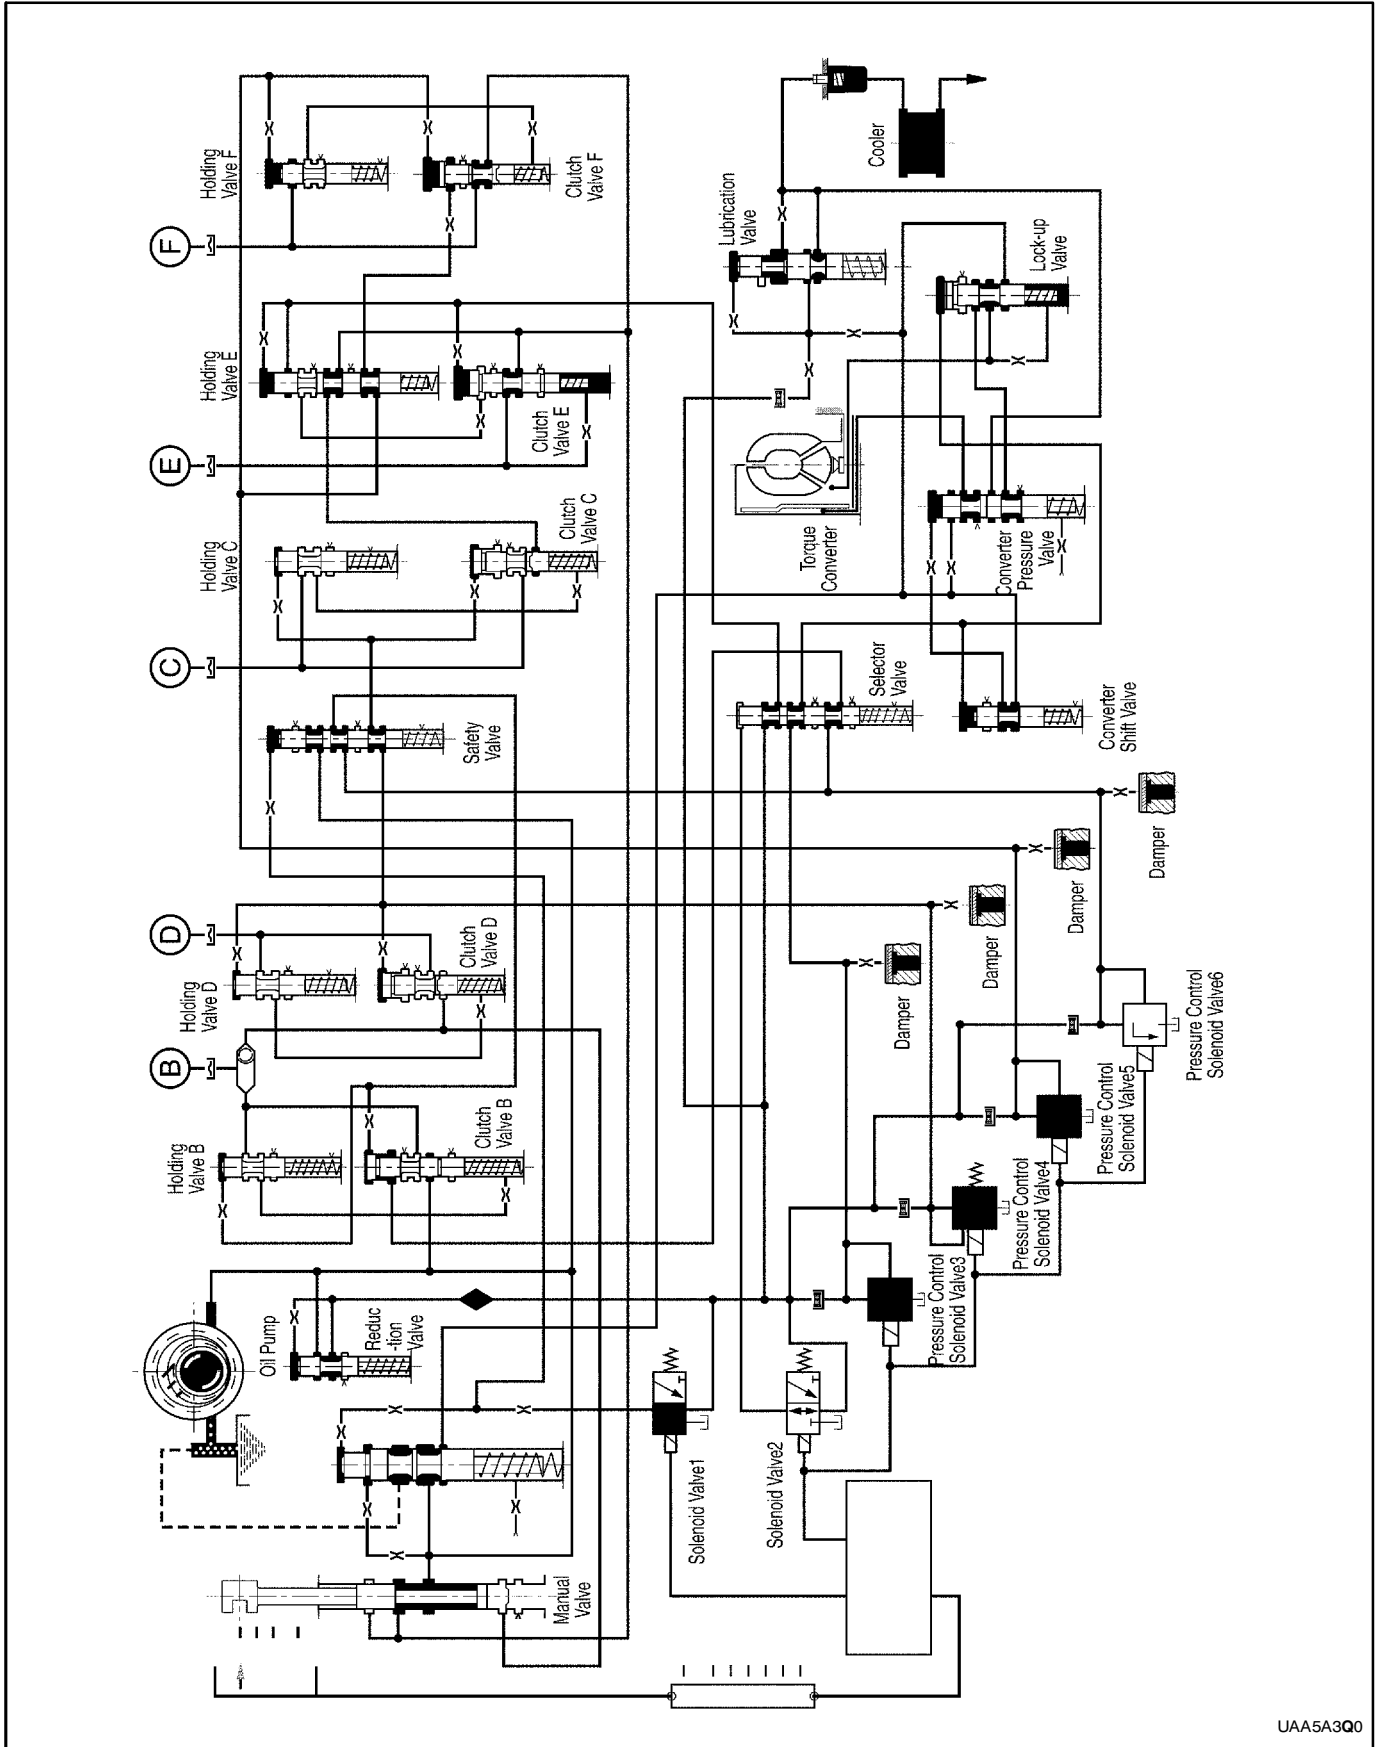 F
E
C
D
B
Holding
Valve F
Clutch
Valve F
Holding
Valve E
Clutch
Valve E
Holding
Valve C
Clutch
Valve C
Safety
Valve
Holding
Valve D
Clutch
Valve D
Holding
Valve B
Clutch
Valve B
Oil Pump
Reduc
-tion
Valve
Manual
Valve
Cooler
Lubrication
Valve
Lock-up
Valve
Torque
Converter
Converter
Pressure
Valve
Selector
Valve
Converter
Shift Valve
Damper
Damper
Damper
Damper
Pressure Control
Solenoid Valve6
Pressure Control
Solenoid Valve5
Pressure Control
Solenoid Valve4
Pressure Control
Solenoid Valve3
Solenoid Valve2
Solenoid Valve1
UAA5A3Q0